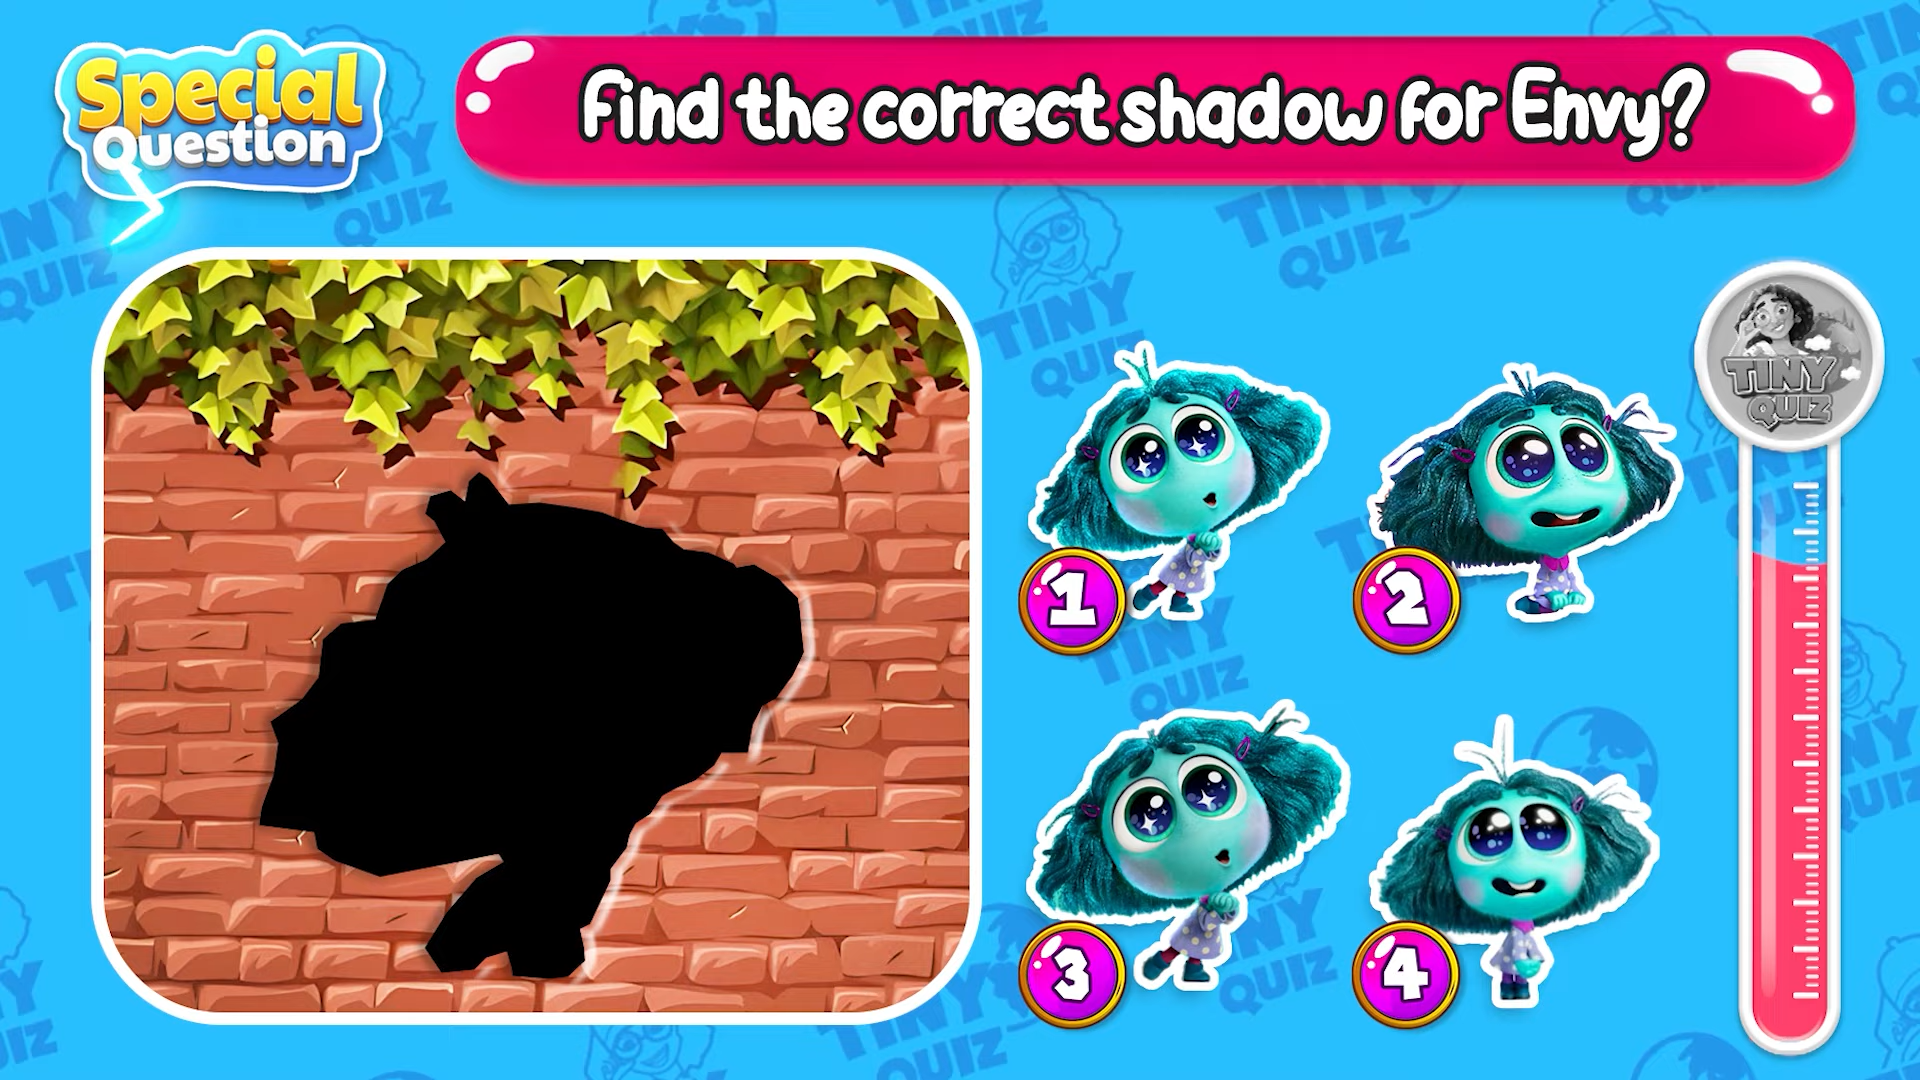 Special
Question
Find the correct shadow for Envy?
TINY
QUIZ
1
2
3
4